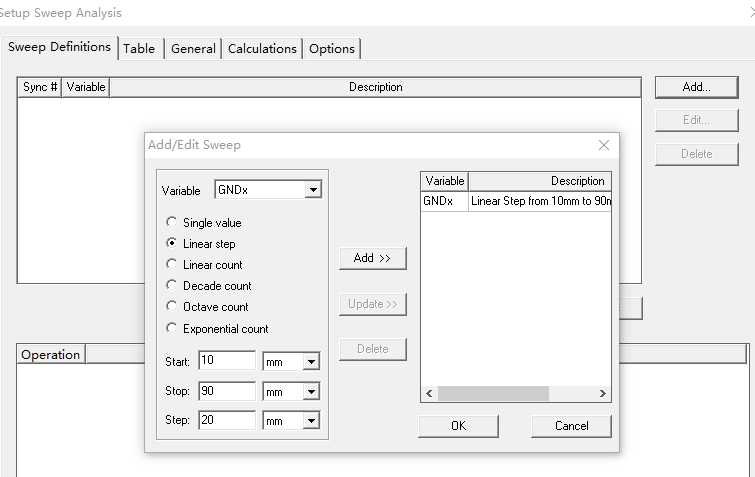 Setup Sweep Analysis
Sweep Definitions Table General Calculations Options
Sync # Variable Description
Add...
Edit...
Delete
Add/Edit Sweep
Variable GNDx
Single value
Linear step
Linear count
Decade count
Octave count
Exponential count
Start: 10 mm
Stop: 90 mm
Step: 20 mm
Add >>
Update >>
Delete
Variable Description
GNDx Linear Step from 10mm to 90m
OK Cancel
Operation